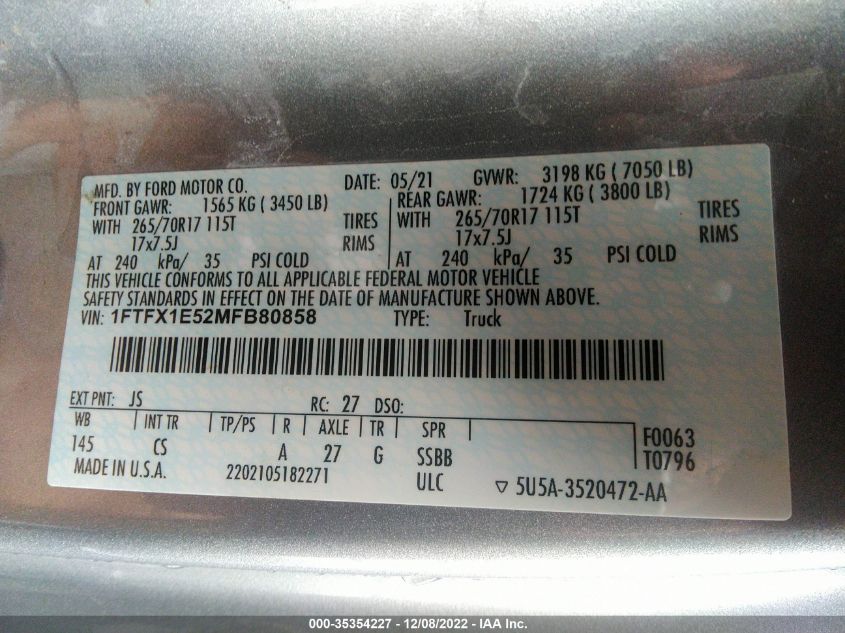 MFD. BY FORD MOTOR CO. DATE: 05/21 GVWR: 3198 KG ( 7050 LB)
FRONT GAWR: 1565 KG ( 3450 LB) REAR GAWR: 1724 KG ( 3800 LB)
WITH 265/70R17 115T TIRES WITH 265/70R17 115T TIRES
17x7.5J RIMS 17x7.5J RIMS
AT 240 kPa/ 35 PSI COLD AT 240 kPa/ 35 PSI COLD
THIS VEHICLE CONFORMS TO ALL APPLICABLE FEDERAL MOTOR VEHICLE
SAFETY STANDARDS IN EFFECT ON THE DATE OF MANUFACTURE SHOWN ABOVE.
VIN: 1FTFX1E52MFB80858 TYPE: Truck
EXT PNT: JS RC: 27 DSO:
WB INT TR TP/PS R AXLE TR SPR F0063
145 CS A 27 G SSBB T0796
MADE IN U.S.A. 2202105182271 ULC ▽ 5U5A-3520472-AA
000-35354227 - 12/08/2022 - IAA Inc.